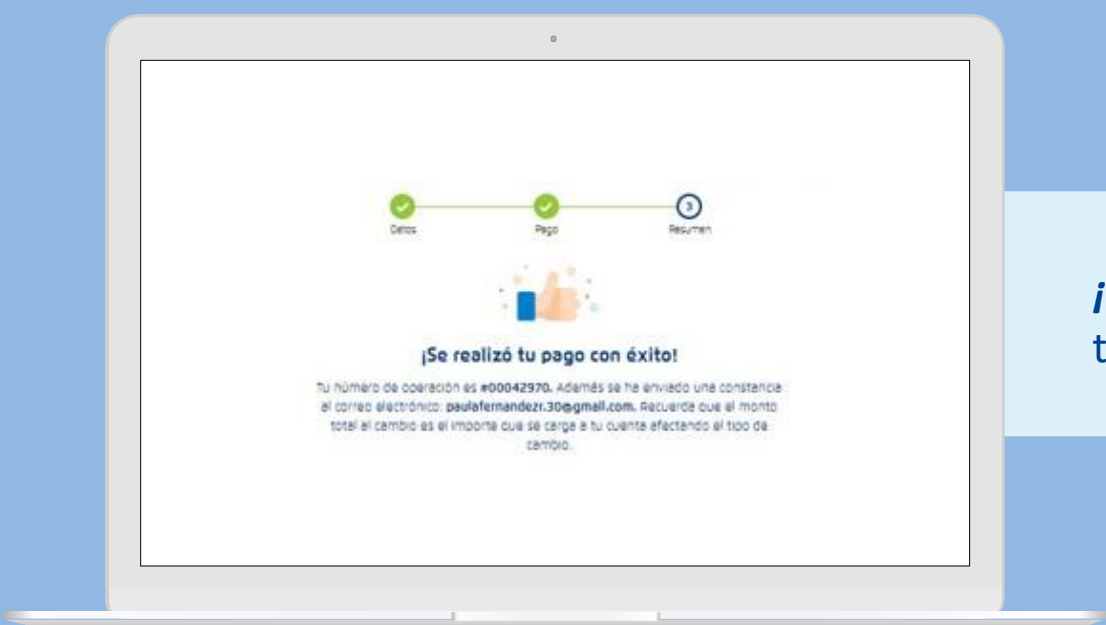 3
Datos Pago Resumen
¡Se realizó tu pago con éxito!
Tu número de operación es #00042970. Además se ha enviado una constancia
al correo electrónico: paulafernandezr.30@gmail.com. Recuerda que el monto
total al cambio es el importe que se carga a tu cuenta afectando el tipo de
cambio.
¡
t